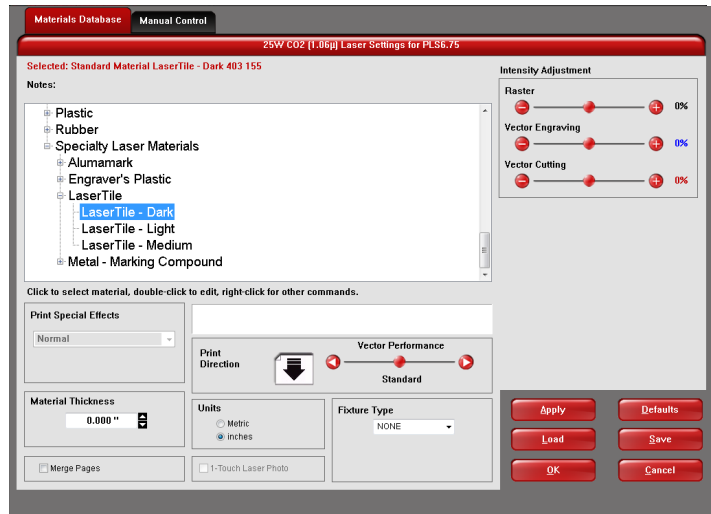 Materials Database
Manual Control
25W CO2 (1.06µ) Laser Settings for PLS6.75
Selected: Standard Material LaserTile - Dark 403 155
Notes:
Plastic
Rubber
Specialty Laser Materials
Alumamark
Engraver's Plastic
LaserTile
LaserTile - Dark
LaserTile - Light
LaserTile - Medium
Metal - Marking Compound
Click to select material, double-click to edit, right-click for other commands.
Intensity Adjustment
Raster
0%
Vector Engraving
0%
Vector Cutting
0%
Print Special Effects
Normal
Print
Direction
Vector Performance
Standard
Material Thickness
0.000 "
Units
Metric
inches
Fixture Type
NONE
Merge Pages
1-Touch Laser Photo
Apply
Defaults
Load
Save
OK
Cancel